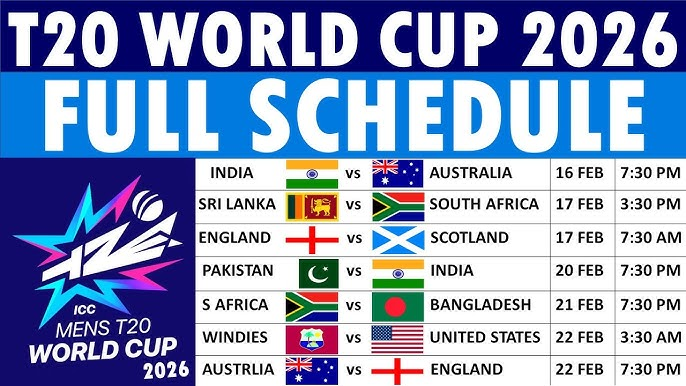 T20 WORLD CUP 2026
FULL SCHEDULE
INDIA vs AUSTRALIA 16 FEB 7:30 PM
SRI LANKA vs SOUTH AFRICA 17 FEB 3:30 PM
ENGLAND vs SCOTLAND 17 FEB 7:30 AM
PAKISTAN vs INDIA 20 FEB 7:30 PM
S AFRICA vs BANGLADESH 21 FEB 7:30 PM
WINDIES vs UNITED STATES 22 FEB 3:30 AM
AUSTRLIA vs ENGLAND 22 FEB 7:30 PM
ICC
MENS T20
WORLD CUP
2026